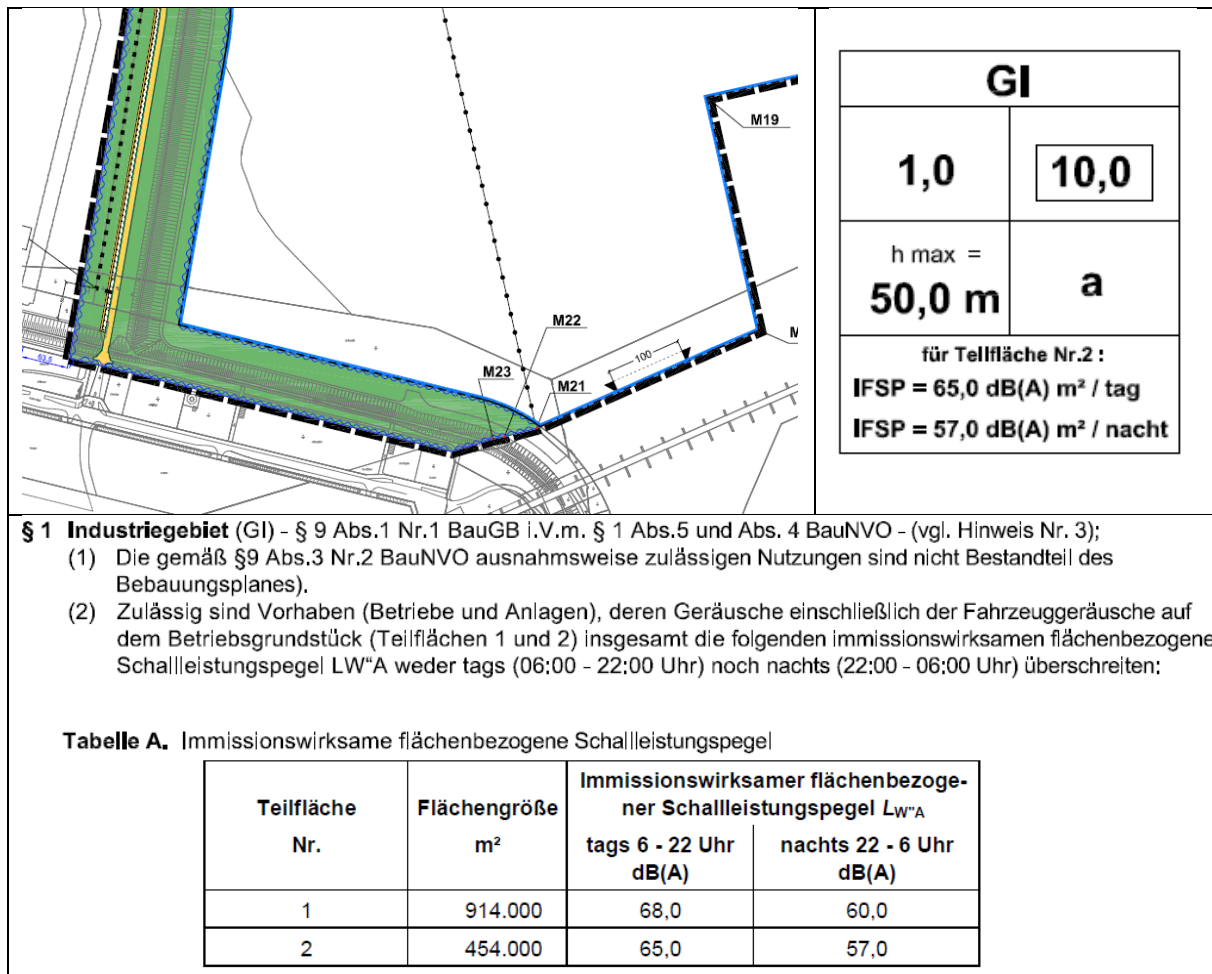 M19
M22
100
M23
M21
M
63,5
GI
1,0 10,0
h max =
50,0 m a
für Teilfläche Nr.2 :
IFSP = 65,0 dB(A) m² / tag
IFSP = 57,0 dB(A) m² / nacht
§ 1 Industriegebiet (GI) - § 9 Abs.1 Nr.1 BauGB i.V.m. § 1 Abs.5 und Abs. 4 BauNVO - (vgl. Hinweis Nr. 3);
(1) Die gemäß §9 Abs.3 Nr.2 BauNVO ausnahmsweise zulässigen Nutzungen sind nicht Bestandteil des
Bebauungsplanes).
(2) Zulässig sind Vorhaben (Betriebe und Anlagen), deren Geräusche einschließlich der Fahrzeuggeräusche auf
dem Betriebsgrundstück (Teilflächen 1 und 2) insgesamt die folgenden immissionswirksamen flächenbezogene
Schallleistungspegel LW“A weder tags (06:00 - 22:00 Uhr) noch nachts (22:00 - 06:00 Uhr) überschreiten:
Tabelle A. Immissionswirksame flächenbezogene Schallleistungspegel
Teilfläche
Nr.
Flächengröße
m²
Immissionswirksamer flächenbezoge-
ner Schallleistungspegel LW"A
tags 6 - 22 Uhr
dB(A)
nachts 22 - 6 Uhr
dB(A)
1 914.000 68,0 60,0
2 454.000 65,0 57,0